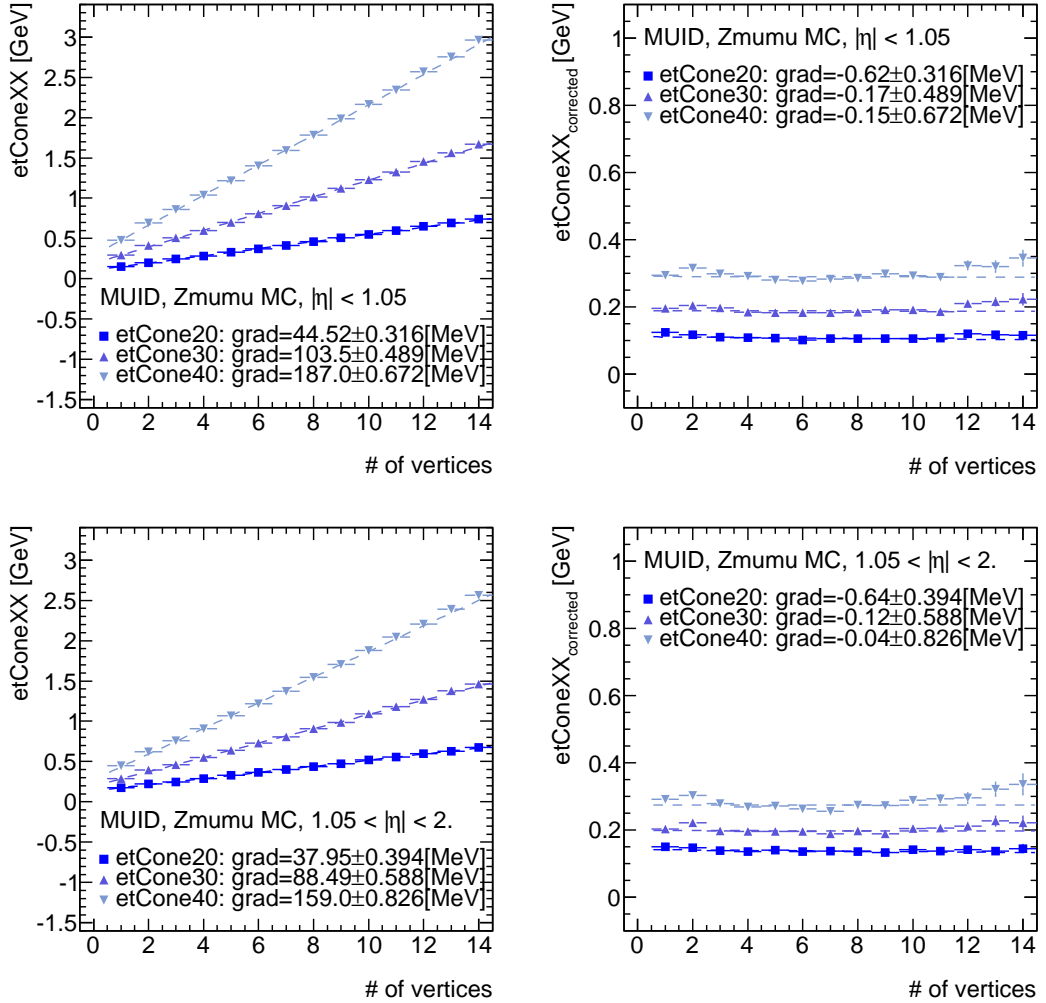 etConeXX [GeV]
3
2.5
2
1.5
1
0.5
0
-0.5
-1
-1.5
MUID, Zmumu MC, |η| < 1.05
etCone20: grad=44.52±0.316[MeV]
etCone30: grad=103.5±0.489[MeV]
etCone40: grad=187.0±0.672[MeV]
0 2 4 6 8 10 12 14
# of vertices
etConeXXcorrected [GeV]
1
0.8
0.6
0.4
0.2
0
MUID, Zmumu MC, |η| < 1.05
etCone20: grad=-0.62±0.316[MeV]
etCone30: grad=-0.17±0.489[MeV]
etCone40: grad=-0.15±0.672[MeV]
0 2 4 6 8 10 12 14
# of vertices
etConeXX [GeV]
3
2.5
2
1.5
1
0.5
0
-0.5
-1
-1.5
MUID, Zmumu MC, 1.05 < |η| < 2.
etCone20: grad=37.95±0.394[MeV]
etCone30: grad=88.49±0.588[MeV]
etCone40: grad=159.0±0.826[MeV]
0 2 4 6 8 10 12 14
# of vertices
etConeXXcorrected [GeV]
1
0.8
0.6
0.4
0.2
0
MUID, Zmumu MC, 1.05 < |η| < 2.
etCone20: grad=-0.64±0.394[MeV]
etCone30: grad=-0.12±0.588[MeV]
etCone40: grad=-0.04±0.826[MeV]
0 2 4 6 8 10 12 14
# of vertices